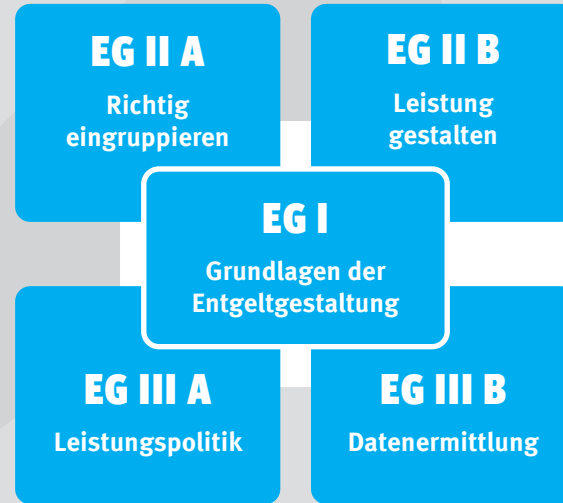 EG II A
Richtig
eingruppieren
EG II B
Leistung
gestalten
EG I
Grundlagen der
Entgeltgestaltung
EG III A
Leistungspolitik
EG III B
Datenermittlung